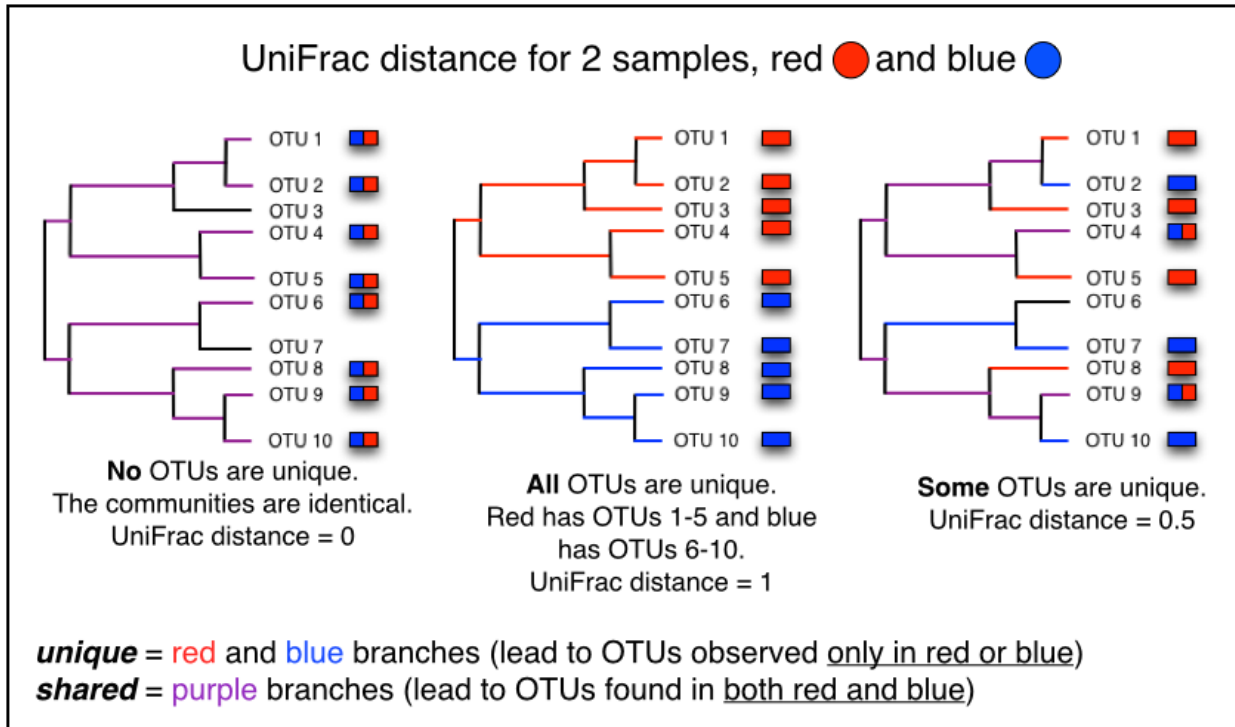 UniFrac distance for 2 samples, red and blue
OTU 1
OTU 2
OTU 3
OTU 4
OTU 5
OTU 6
OTU 7
OTU 8
OTU 9
OTU 10
No OTUs are unique.
The communities are identical.
UniFrac distance = 0
OTU 1
OTU 2
OTU 3
OTU 4
OTU 5
OTU 6
OTU 7
OTU 8
OTU 9
OTU 10
All OTUs are unique.
Red has OTUs 1-5 and blue
has OTUs 6-10.
UniFrac distance = 1
OTU 1
OTU 2
OTU 3
OTU 4
OTU 5
OTU 6
OTU 7
OTU 8
OTU 9
OTU 10
Some OTUs are unique.
UniFrac distance = 0.5
unique = red and blue branches (lead to OTUs observed only in red or blue)
shared = purple branches (lead to OTUs found in both red and blue)